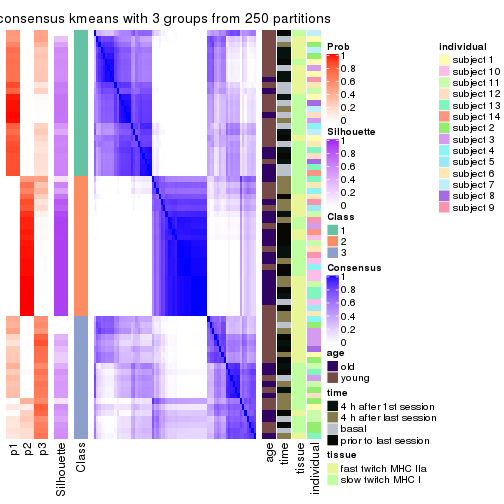 consensus kmeans with 3 groups from 250 partitions
Prob
1
0.8
0.6
0.4
0.2
0
Silhouette
1
0.8
0.6
0.4
0.2
0
Class
1
2
3
Consensus
1
0.8
0.6
0.4
0.2
0
age
old
young
time
4 h after 1st session
4 h after last session
basal
prior to last session
tissue
fast twitch MHC IIa
slow twitch MHC I
individual
subject 1
subject 10
subject 11
subject 12
subject 13
subject 14
subject 2
subject 3
subject 4
subject 5
subject 6
subject 7
subject 8
subject 9
p1
p2
p3
Silhouette
Class
age
time
tissue
individual